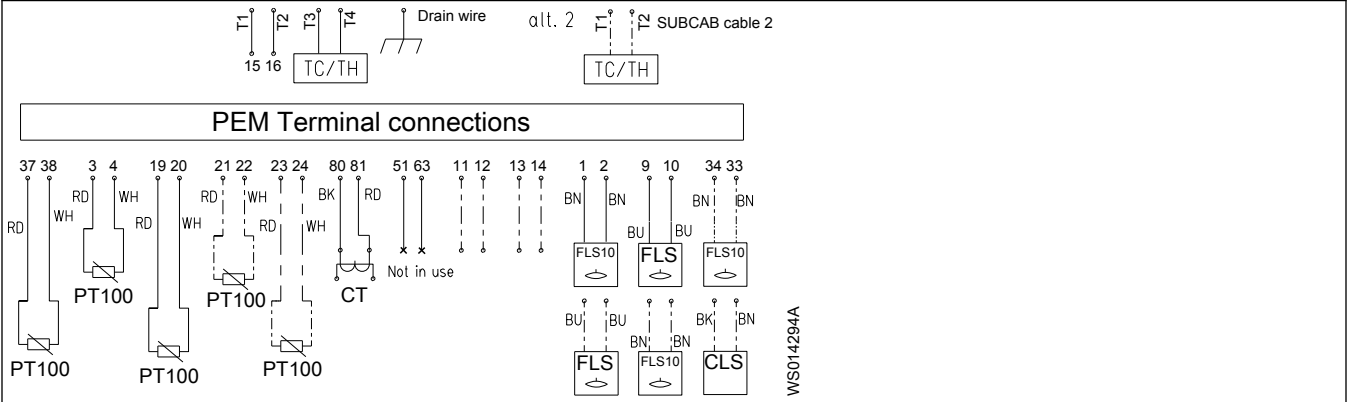 T1 T2 T3 T4 Drain wire alt. 2 T1 T2 SUBCAB cable 2
15 16 TC/TH TC/TH
PEM Terminal connections
37 38 3 4 19 20 21 22 23 24 80 81 51 63 11 12 13 14 1 2 9 10 34 33
RD WH RD WH RD WH RD WH RD WH BK RD BN BN BU BU BN BN
FLS10 FLS FLS10
Not in use
PT100 PT100 CT
BU BU BN BN BK BN
PT100 PT100 PT100 FLS FLS10 CLS
WS014294A